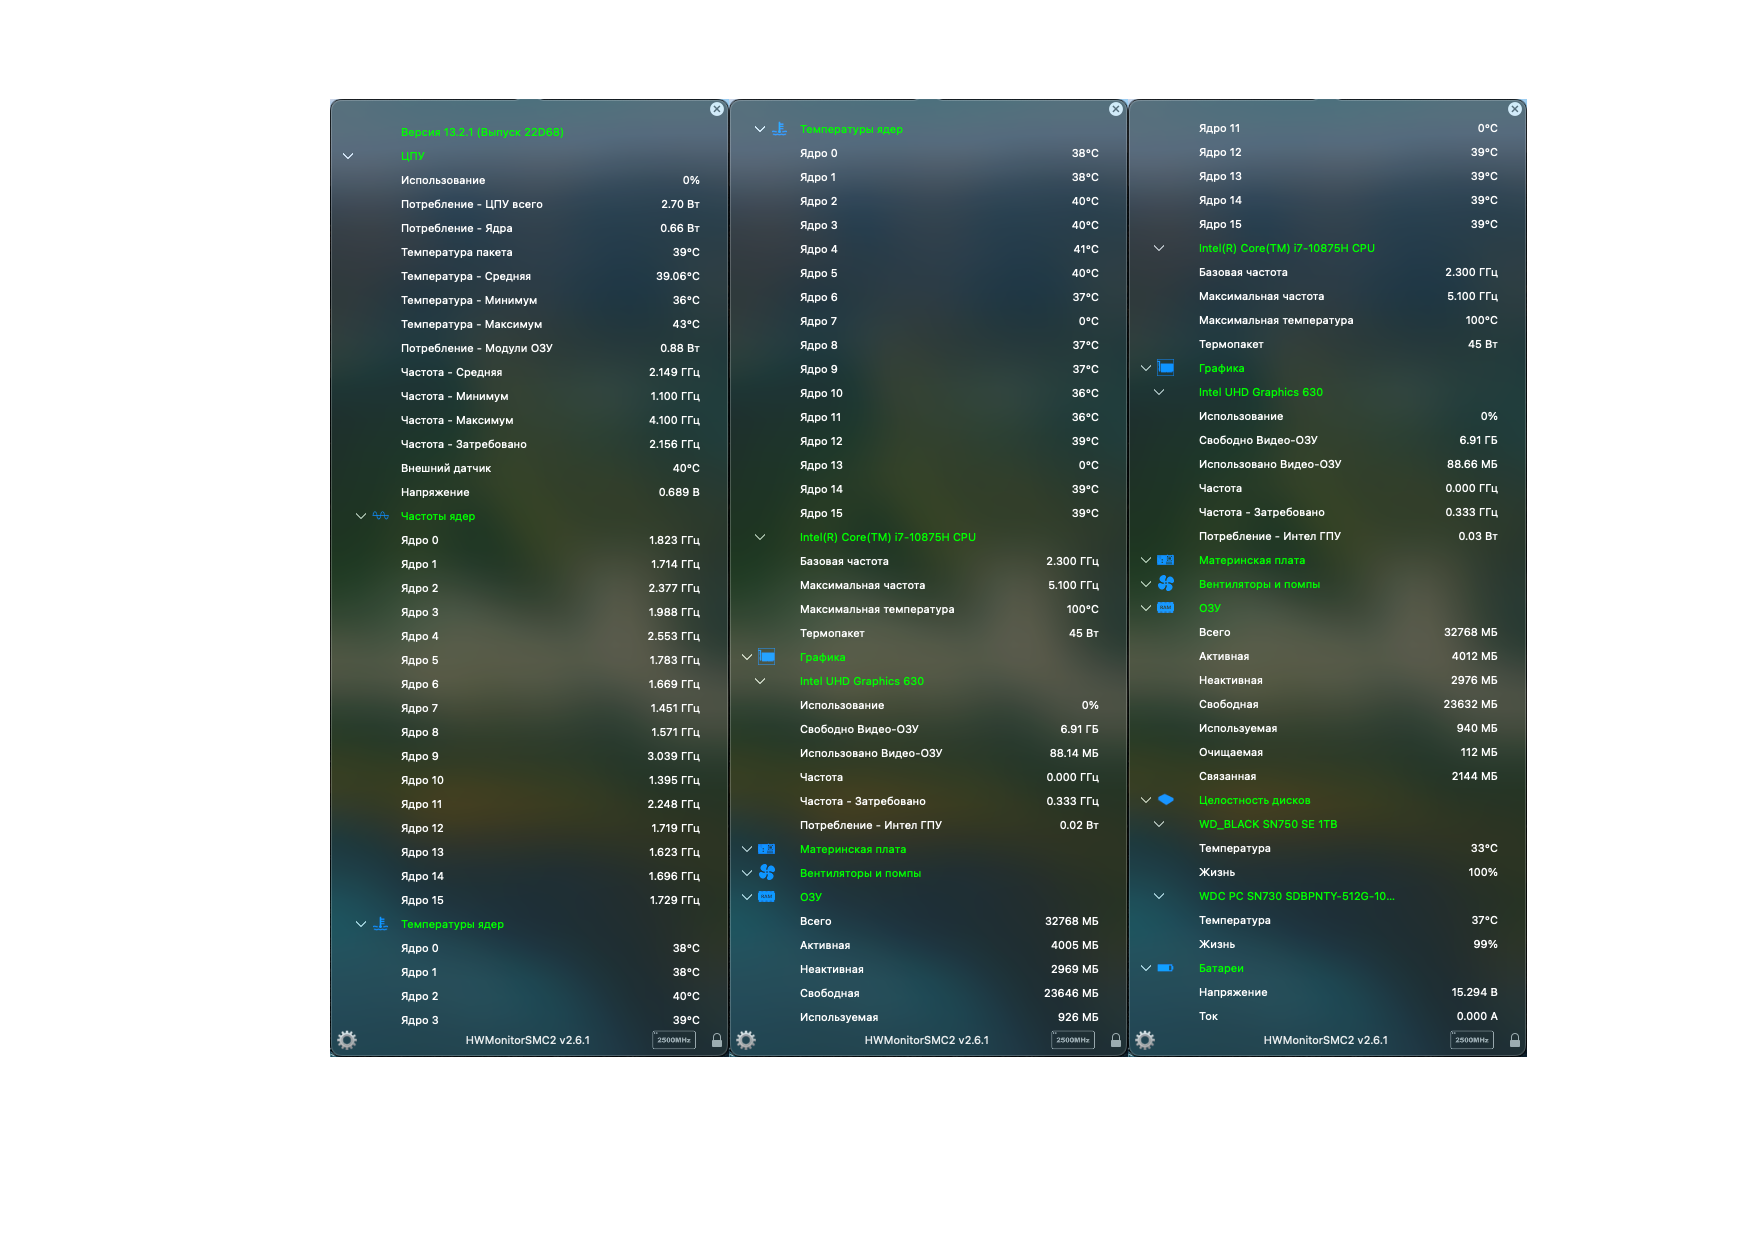 Версия 13.2.1 (Выпуск 22D68)
ЦПУ
Использование 0%
Потребление - ЦПУ всего 2.70 Вт
Потребление - Ядра 0.66 Вт
Температура пакета 39°C
Температура - Средняя 39.06°C
Температура - Минимум 36°C
Температура - Максимум 43°C
Потребление - Модули ОЗУ 0.88 Вт
Частота - Средняя 2.149 ГГц
Частота - Минимум 1.100 ГГц
Частота - Максимум 4.100 ГГц
Частота - Затребовано 2.156 ГГц
Внешний датчик 40°C
Напряжение 0.689 В
Частоты ядер
Ядро 0 1.823 ГГц
Ядро 1 1.714 ГГц
Ядро 2 2.377 ГГц
Ядро 3 1.988 ГГц
Ядро 4 2.553 ГГц
Ядро 5 1.783 ГГц
Ядро 6 1.669 ГГц
Ядро 7 1.451 ГГц
Ядро 8 1.571 ГГц
Ядро 9 3.039 ГГц
Ядро 10 1.395 ГГц
Ядро 11 2.248 ГГц
Ядро 12 1.719 ГГц
Ядро 13 1.623 ГГц
Ядро 14 1.696 ГГц
Ядро 15 1.729 ГГц
Температуры ядер
Ядро 0 38°C
Ядро 1 38°C
Ядро 2 40°C
Ядро 3 39°C
HWMonitorSMC2 v2.6.1 2500MHz
Температуры ядер
Ядро 0 38°C
Ядро 1 38°C
Ядро 2 40°C
Ядро 3 40°C
Ядро 4 41°C
Ядро 5 40°C
Ядро 6 37°C
Ядро 7 0°C
Ядро 8 37°C
Ядро 9 37°C
Ядро 10 36°C
Ядро 11 36°C
Ядро 12 39°C
Ядро 13 0°C
Ядро 14 39°C
Ядро 15 39°C
Intel(R) Core(TM) i7-10875H CPU
Базовая частота 2.300 ГГц
Максимальная частота 5.100 ГГц
Максимальная температура 100°C
Термопакет 45 Вт
Графика
Intel UHD Graphics 630
Использование 0%
Свободно Видео-ОЗУ 6.91 ГБ
Использовано Видео-ОЗУ 88.14 МБ
Частота 0.000 ГГц
Частота - Затребовано 0.333 ГГц
Потребление - Интел ГПУ 0.02 Вт
Материнская плата
Вентиляторы и помпы
ОЗУ
Всего 32768 МБ
Активная 4005 МБ
Неактивная 2969 МБ
Свободная 23646 МБ
Используемая 926 МБ
HWMonitorSMC2 v2.6.1 2500MHz
Ядро 11 0°C
Ядро 12 39°C
Ядро 13 39°C
Ядро 14 39°C
Ядро 15 39°C
Intel(R) Core(TM) i7-10875H CPU
Базовая частота 2.300 ГГц
Максимальная частота 5.100 ГГц
Максимальная температура 100°C
Термопакет 45 Вт
Графика
Intel UHD Graphics 630
Использование 0%
Свободно Видео-ОЗУ 6.91 ГБ
Использовано Видео-ОЗУ 88.66 МБ
Частота 0.000 ГГц
Частота - Затребовано 0.333 ГГц
Потребление - Интел ГПУ 0.03 Вт
Материнская плата
Вентиляторы и помпы
ОЗУ
Всего 32768 МБ
Активная 4012 МБ
Неактивная 2976 МБ
Свободная 23632 МБ
Используемая 940 МБ
Очищаемая 112 МБ
Связанная 2144 МБ
Целостность дисков
WD_BLACK SN750 SE 1TB
Температура 33°C
Жизнь 100%
WDC PC SN730 SDBPNTY-512G-10...
Температура 37°C
Жизнь 99%
Батареи
Напряжение 15.294 В
Ток 0.000 А
HWMonitorSMC2 v2.6.1 2500MHz